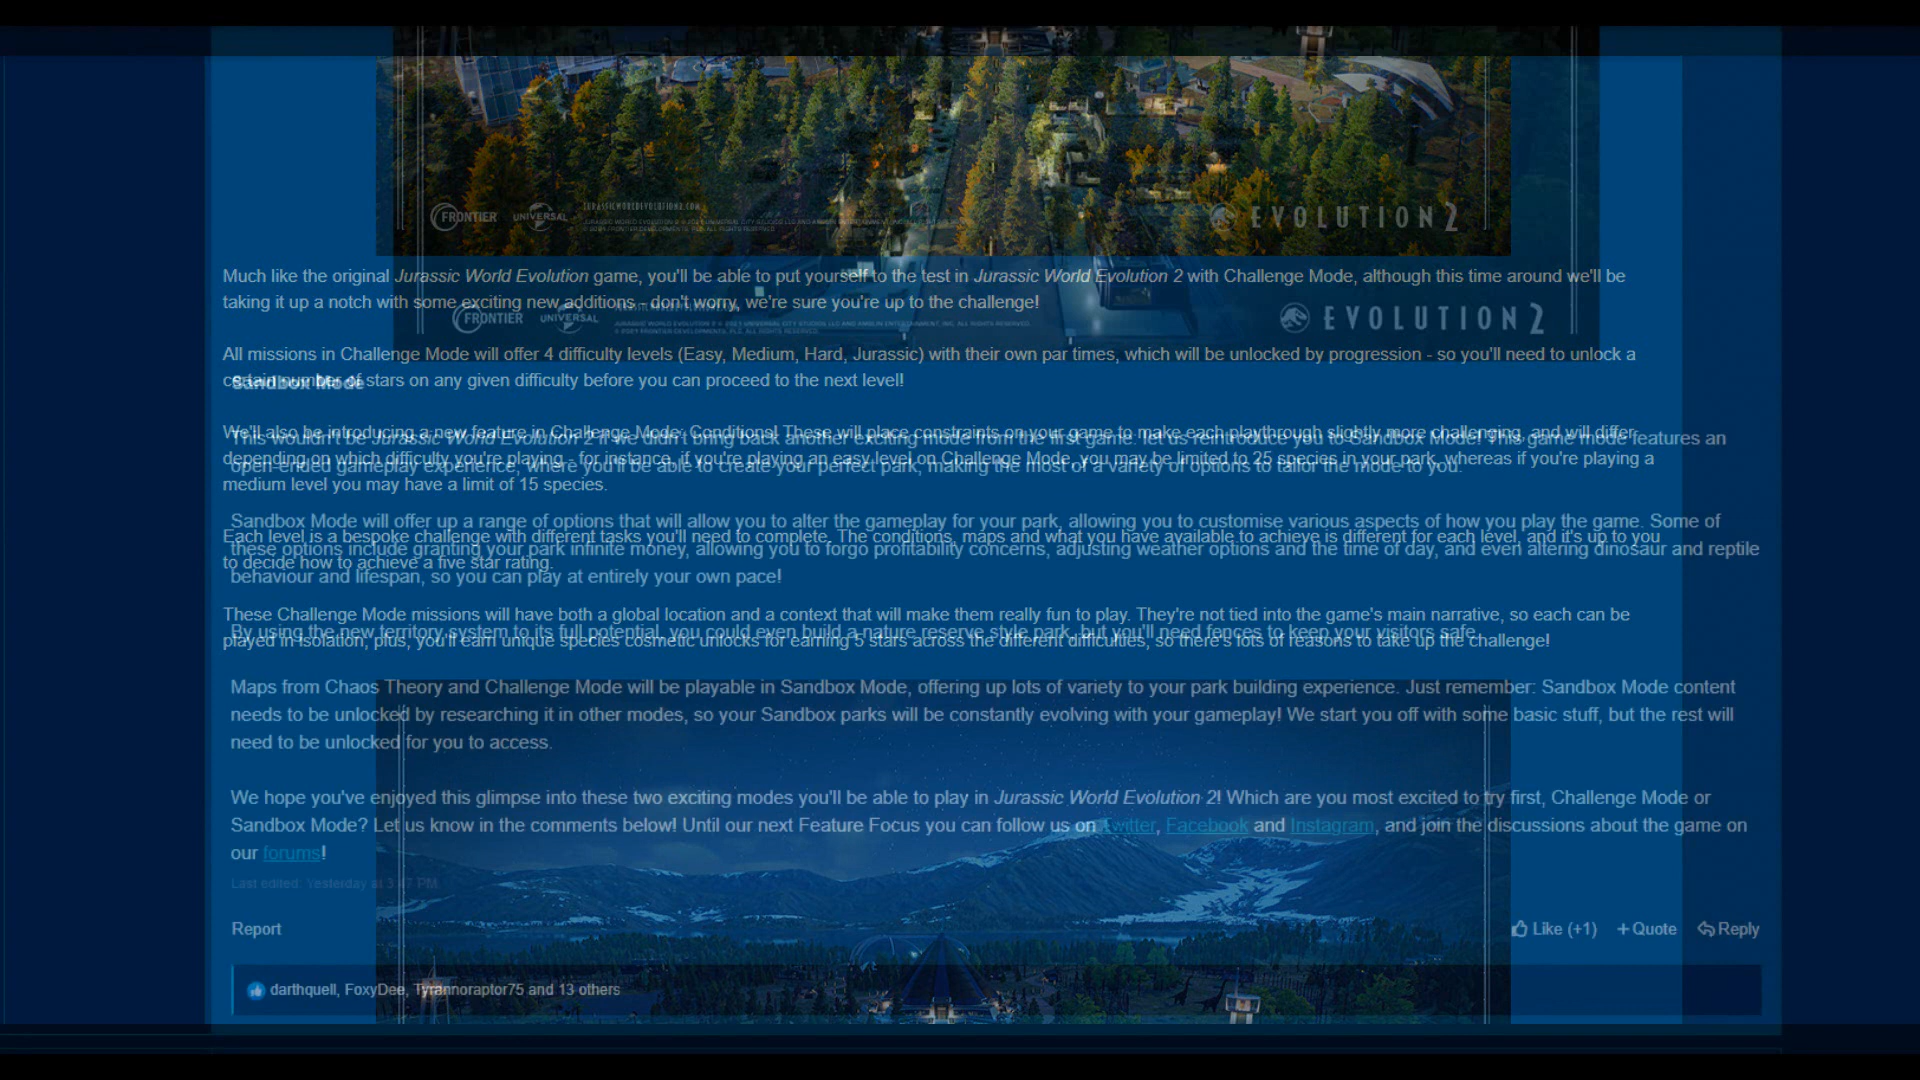 FRONTIER UNIVERSAL JURASSICWORLDEVOLUTION2.COM
EVOLUTION 2
Much like the original Jurassic World Evolution game, you'll be able to put yourself to the test in Jurassic World Evolution 2 with Challenge Mode, although this time around we'll be
taking it up a notch with some exciting new additions - don't worry, we're sure you're up to the challenge!
FRONTIER UNIVERSAL
EVOLUTION 2
All missions in Challenge Mode will offer 4 difficulty levels (Easy, Medium, Hard, Jurassic) with their own par times, which will be unlocked by progression - so you'll need to unlock a
certain number of stars on any given difficulty before you can proceed to the next level!
Sandbox Mode
We'll also be introducing a new feature in Challenge Mode: Conditions! These will place constraints on your game to make each playthrough slightly more challenging, and will differ
depending on which difficulty you're playing - for instance, if you're playing an easy level on Challenge Mode, you may be limited to 25 species in your park, whereas if you're playing a
medium level you may have a limit of 15 species.
This wouldn't be Jurassic World Evolution 2 if we didn't bring back another exciting mode from the first game: let us reintroduce you to Sandbox Mode! This game mode features an
open-ended gameplay experience, where you'll be able to create your perfect park, making the most of a variety of options to tailor the mode to you.
Each level is a bespoke challenge with different tasks you'll need to complete. The conditions, maps and what you have available to achieve is different for each level, and it's up to you
to decide how to achieve a five star rating.
Sandbox Mode will offer up a range of options that will allow you to alter the gameplay for your park, allowing you to customise various aspects of how you play the game. Some of
these options include granting your park infinite money, allowing you to forgo profitability concerns, adjusting weather options and the time of day, and even altering dinosaur and reptile
behaviour and lifespan, so you can play at entirely your own pace!
These Challenge Mode missions will have both a global location and a context that will make them really fun to play. They're not tied into the game's main narrative, so each can be
played in isolation, plus, you'll earn unique species cosmetic unlocks for earning 5 stars across the different difficulties, so there's lots of reasons to take up the challenge!
By using the new territory system to its full potential, you could even build a nature reserve style park, but you'll need fences to keep your visitors safe.
Maps from Chaos Theory and Challenge Mode will be playable in Sandbox Mode, offering up lots of variety to your park building experience. Just remember: Sandbox Mode content
needs to be unlocked by researching it in other modes, so your Sandbox parks will be constantly evolving with your gameplay! We start you off with some basic stuff, but the rest will
need to be unlocked for you to access.
We hope you've enjoyed this glimpse into these two exciting modes you'll be able to play in Jurassic World Evolution 2! Which are you most excited to try first, Challenge Mode or
Sandbox Mode? Let us know in the comments below! Until our next Feature Focus you can follow us on Twitter, Facebook and Instagram, and join the discussions about the game on
our forums!
Last edited: Yesterday at 3:47 PM
Report Like (+1) + Quote Reply
darthquell, FoxyDee, Tyrannoraptor75 and 13 others